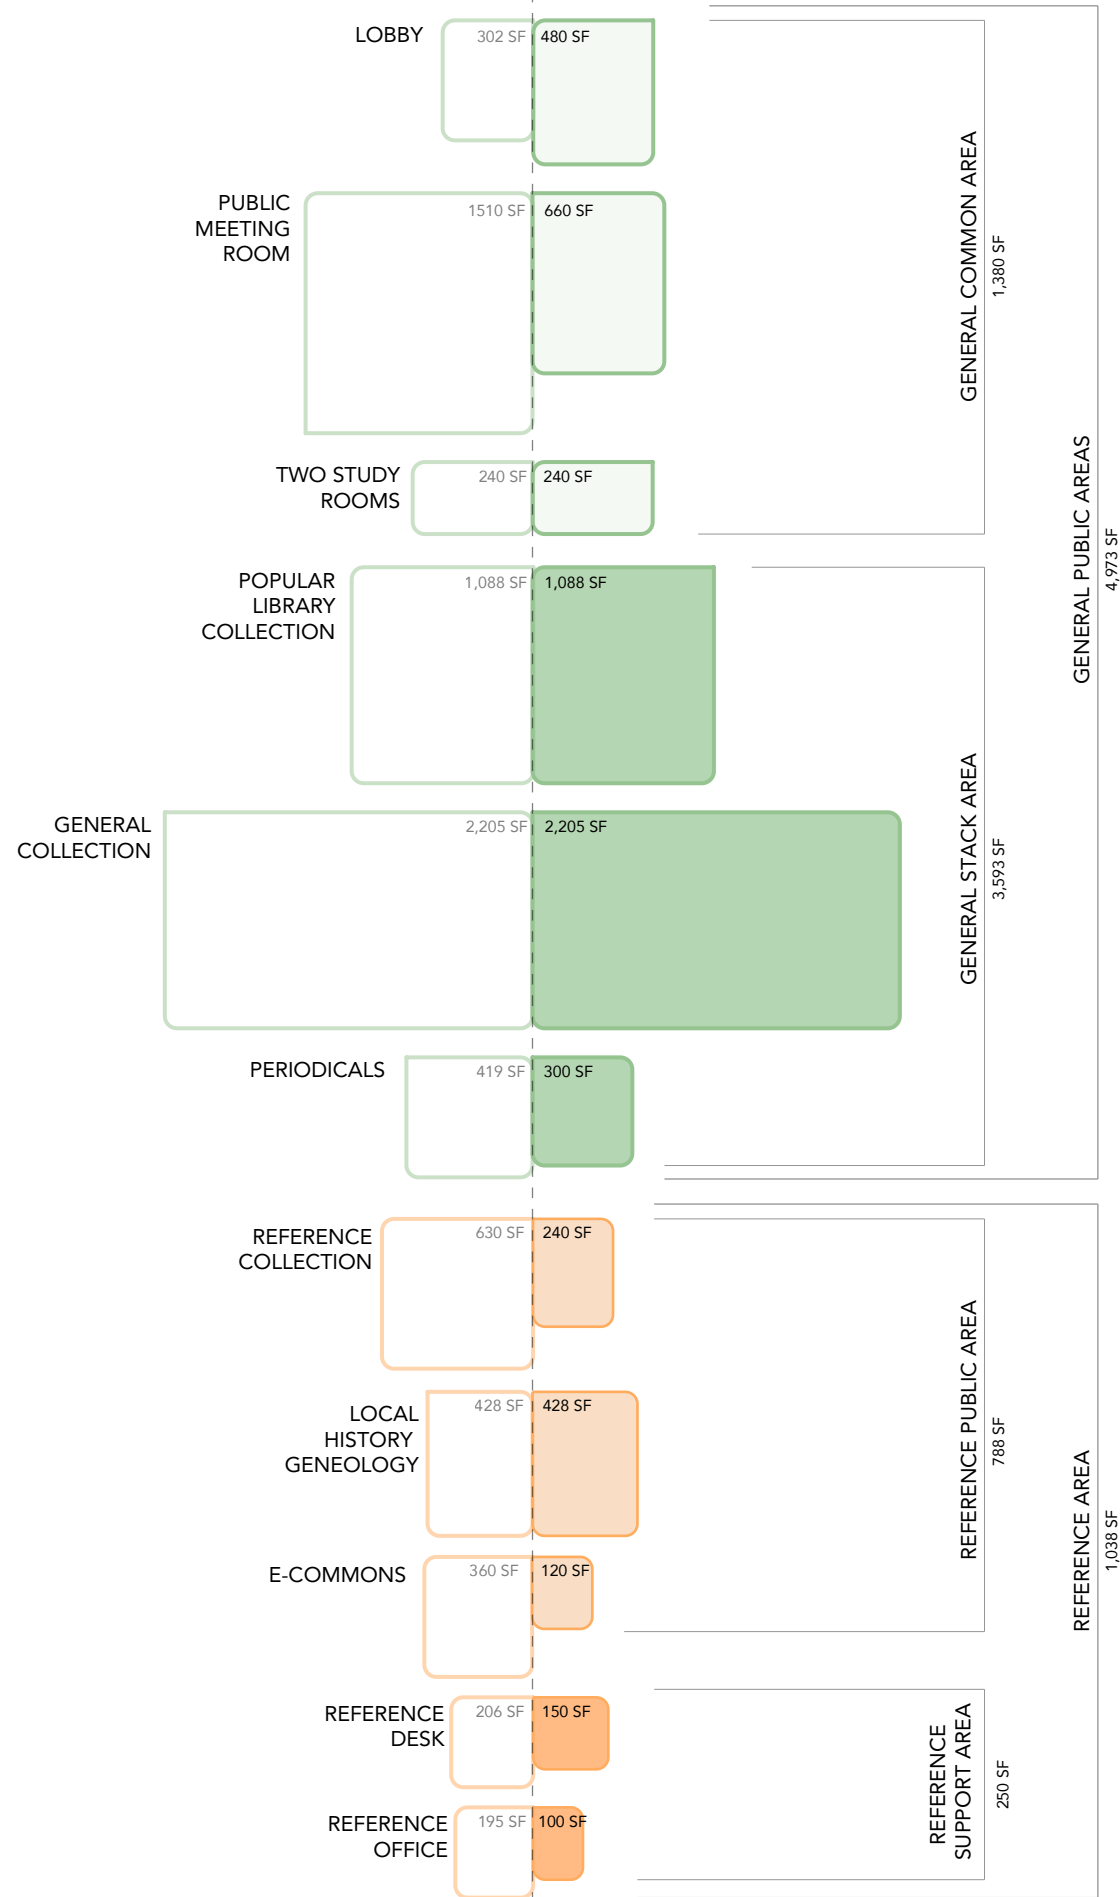 LOBBY
302 SF
480 SF
PUBLIC
MEETING
ROOM
1510 SF
660 SF
TWO STUDY
ROOMS
240 SF
240 SF
GENERAL COMMON AREA
1,380 SF
POPULAR
LIBRARY
COLLECTION
1,088 SF
1,088 SF
GENERAL
COLLECTION
2,205 SF
2,205 SF
PERIODICALS
419 SF
300 SF
GENERAL STACK AREA
3,593 SF
GENERAL PUBLIC AREAS
4,973 SF
REFERENCE
COLLECTION
630 SF
240 SF
LOCAL
HISTORY
GENEOLOGY
428 SF
428 SF
E-COMMONS
360 SF
120 SF
REFERENCE PUBLIC AREA
788 SF
REFERENCE
DESK
206 SF
150 SF
REFERENCE
OFFICE
195 SF
100 SF
REFERENCE
SUPPORT AREA
250 SF
REFERENCE AREA
1,038 SF